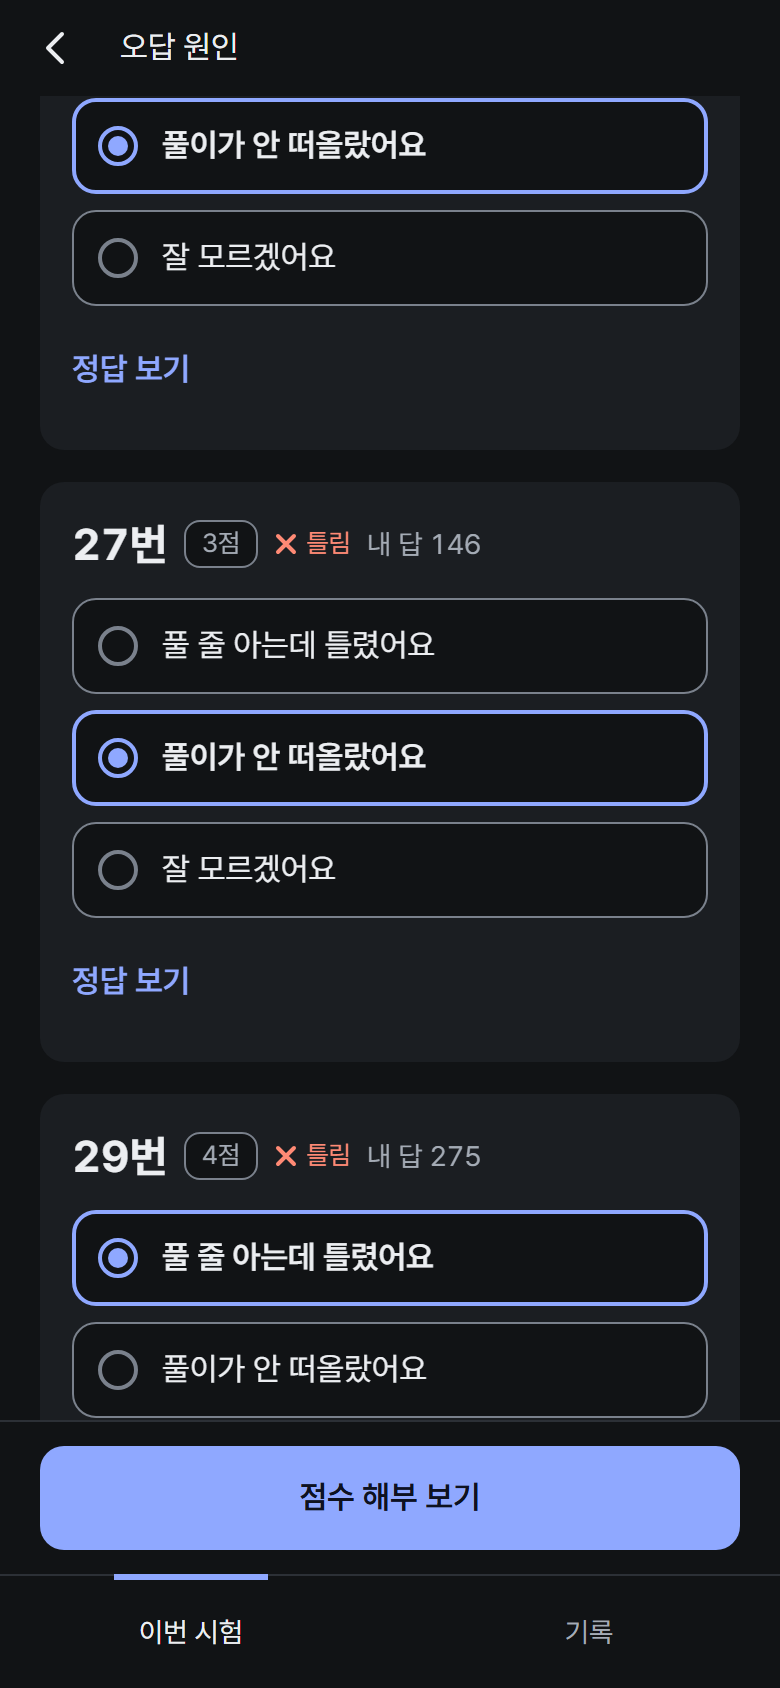 오답 원인
풀이가 안 떠올랐어요
잘 모르겠어요
정답 보기
27번 3점 틀림 내 답 146
풀 줄 아는데 틀렸어요
풀이가 안 떠올랐어요
잘 모르겠어요
정답 보기
29번 4점 틀림 내 답 275
풀 줄 아는데 틀렸어요
풀이가 안 떠올랐어요
점수 해부 보기
이번 시험 기록